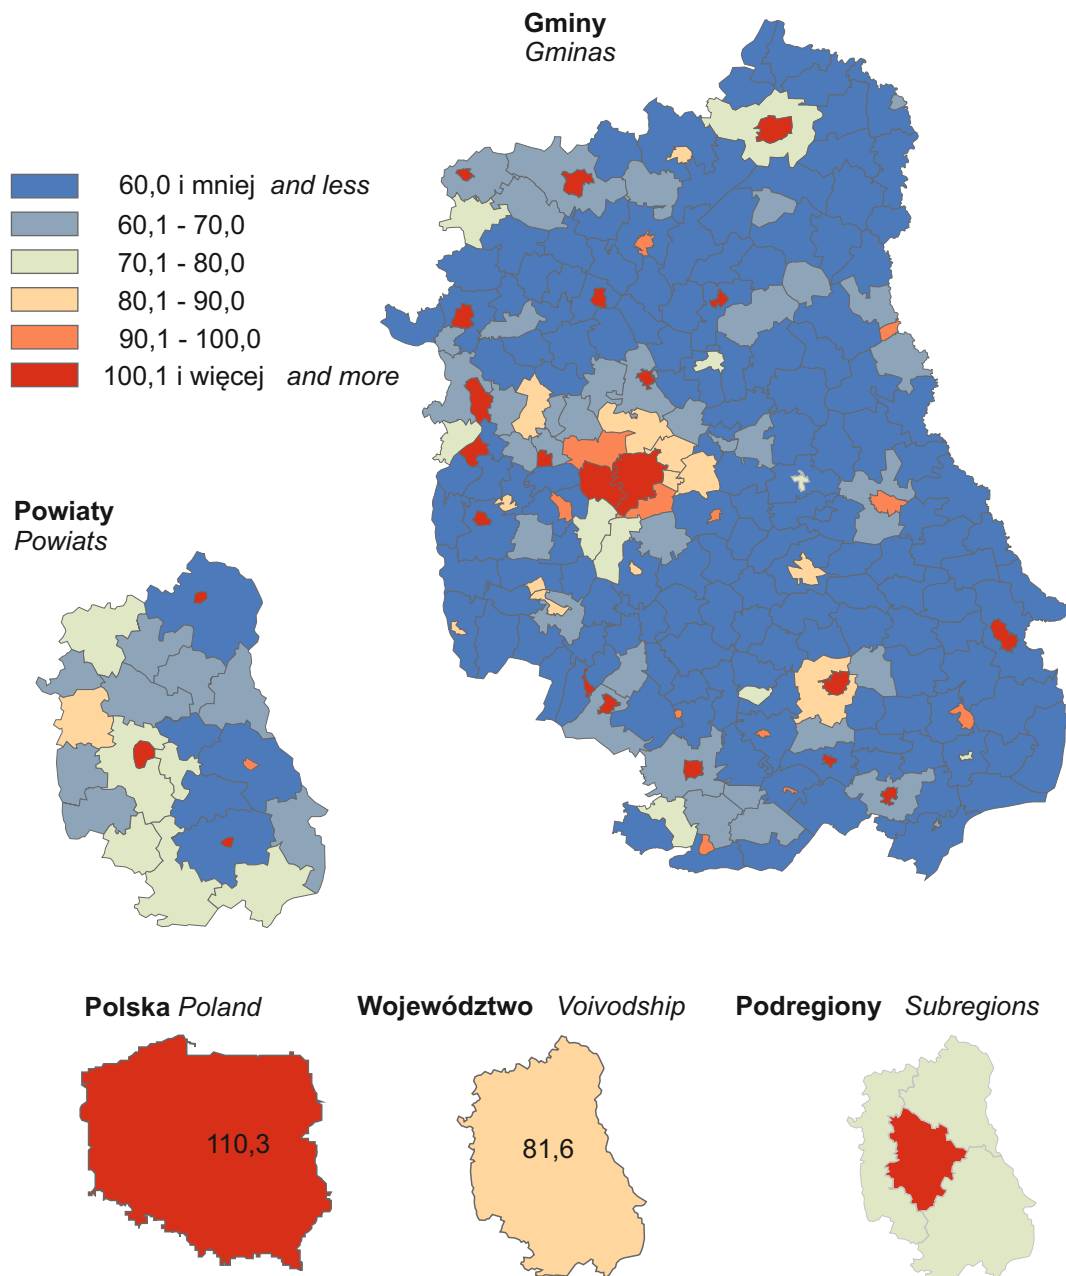 Gminy
Gminas
60,0 i mniej and less
60,1 - 70,0
70,1 - 80,0
80,1 - 90,0
90,1 - 100,0
100,1 i więcej and more
Powiaty
Powiats
Polska Poland
Województwo Voivodship
Podregiony Subregions
110,3
81,6